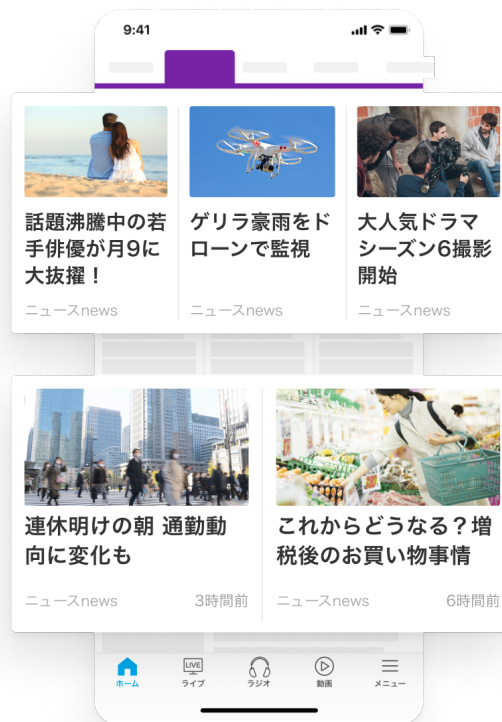 9:41
話題沸騰中の若
手俳優が月9に
大抜擢！
ニュースnews
ゲリラ豪雨をド
ローンで監視
ニュースnews
大人気ドラマ
シーズン6撮影
開始
ニュースnews
連休明けの朝 通勤動
向に変化も
ニュースnews
3時間前
これからどうなる？増
税後のお買い物事情
ニュースnews
6時間前
LIVE
ホーム
ライブ
ラジオ
動画
メニュー